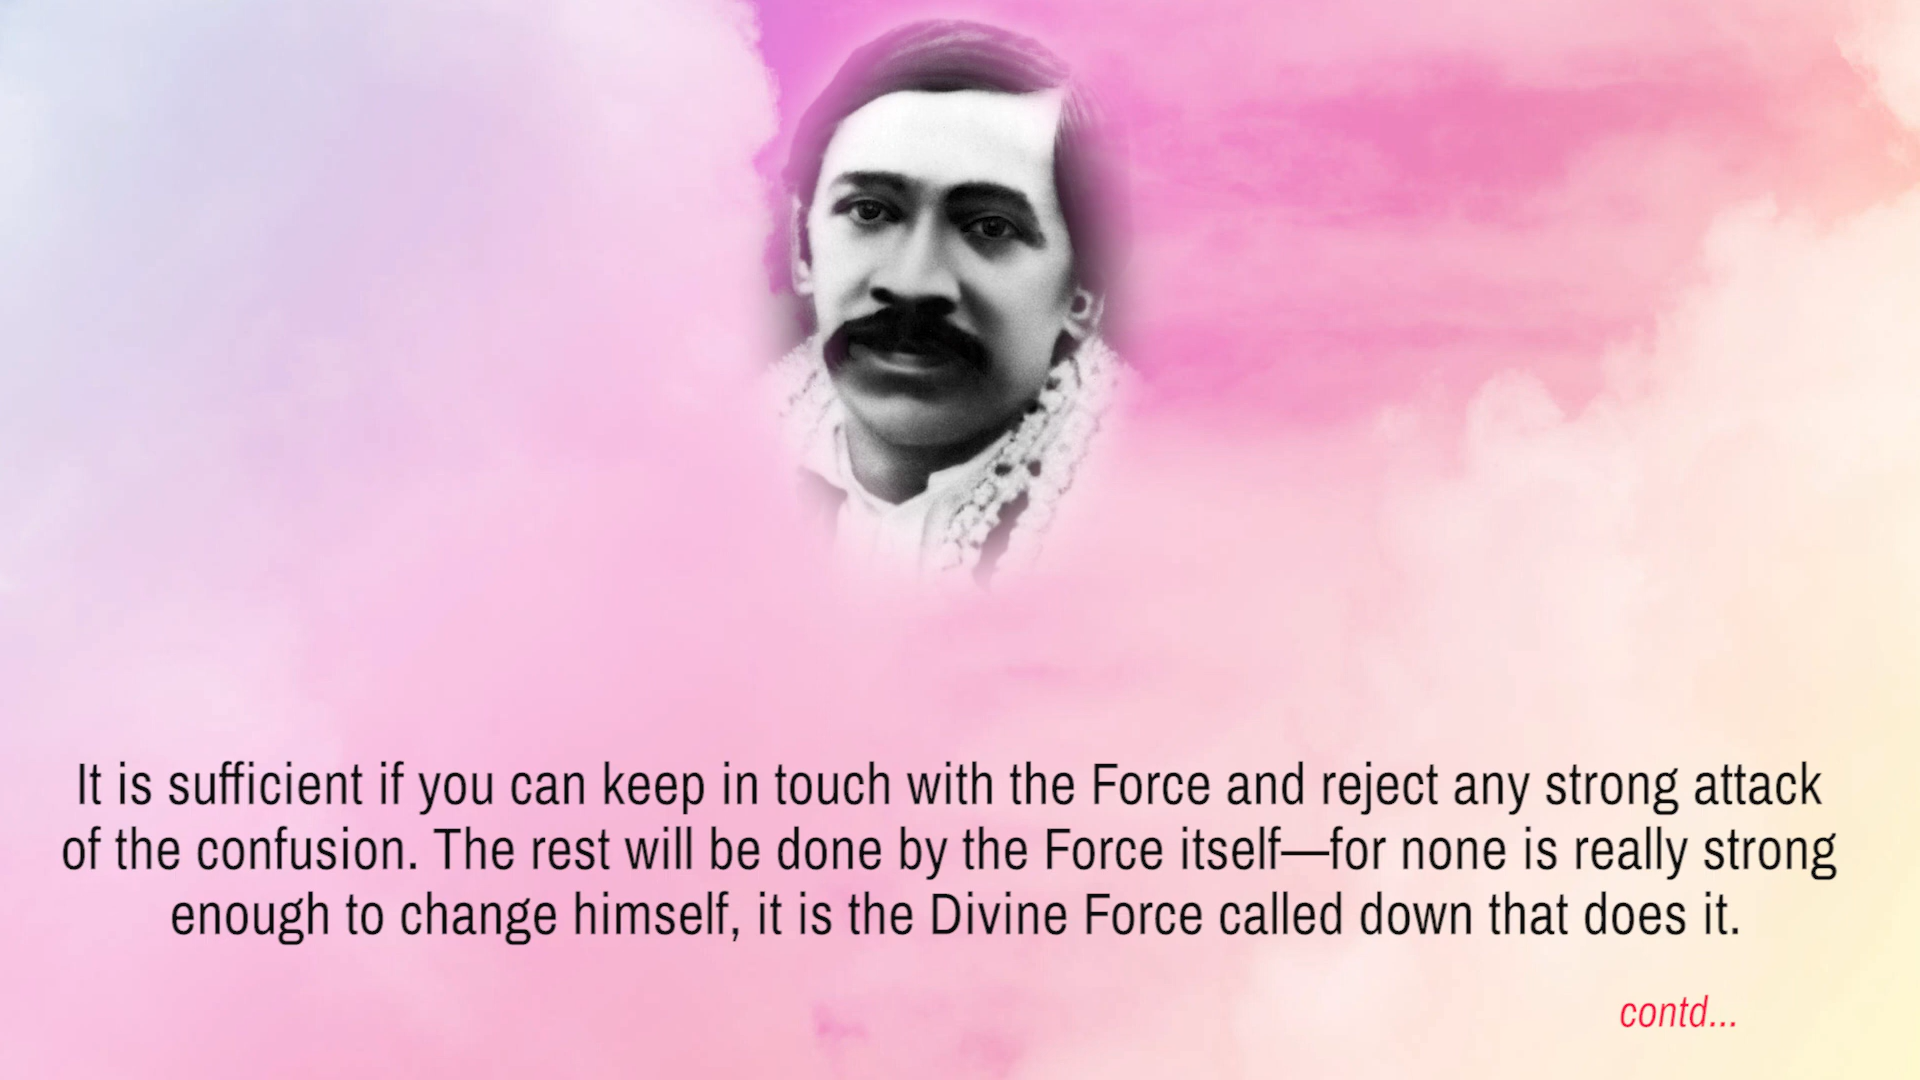 It is sufficient if you can keep in touch with the Force and reject any strong attack
of the confusion. The rest will be done by the Force itself—for none is really strong
enough to change himself, it is the Divine Force called down that does it.
contd...